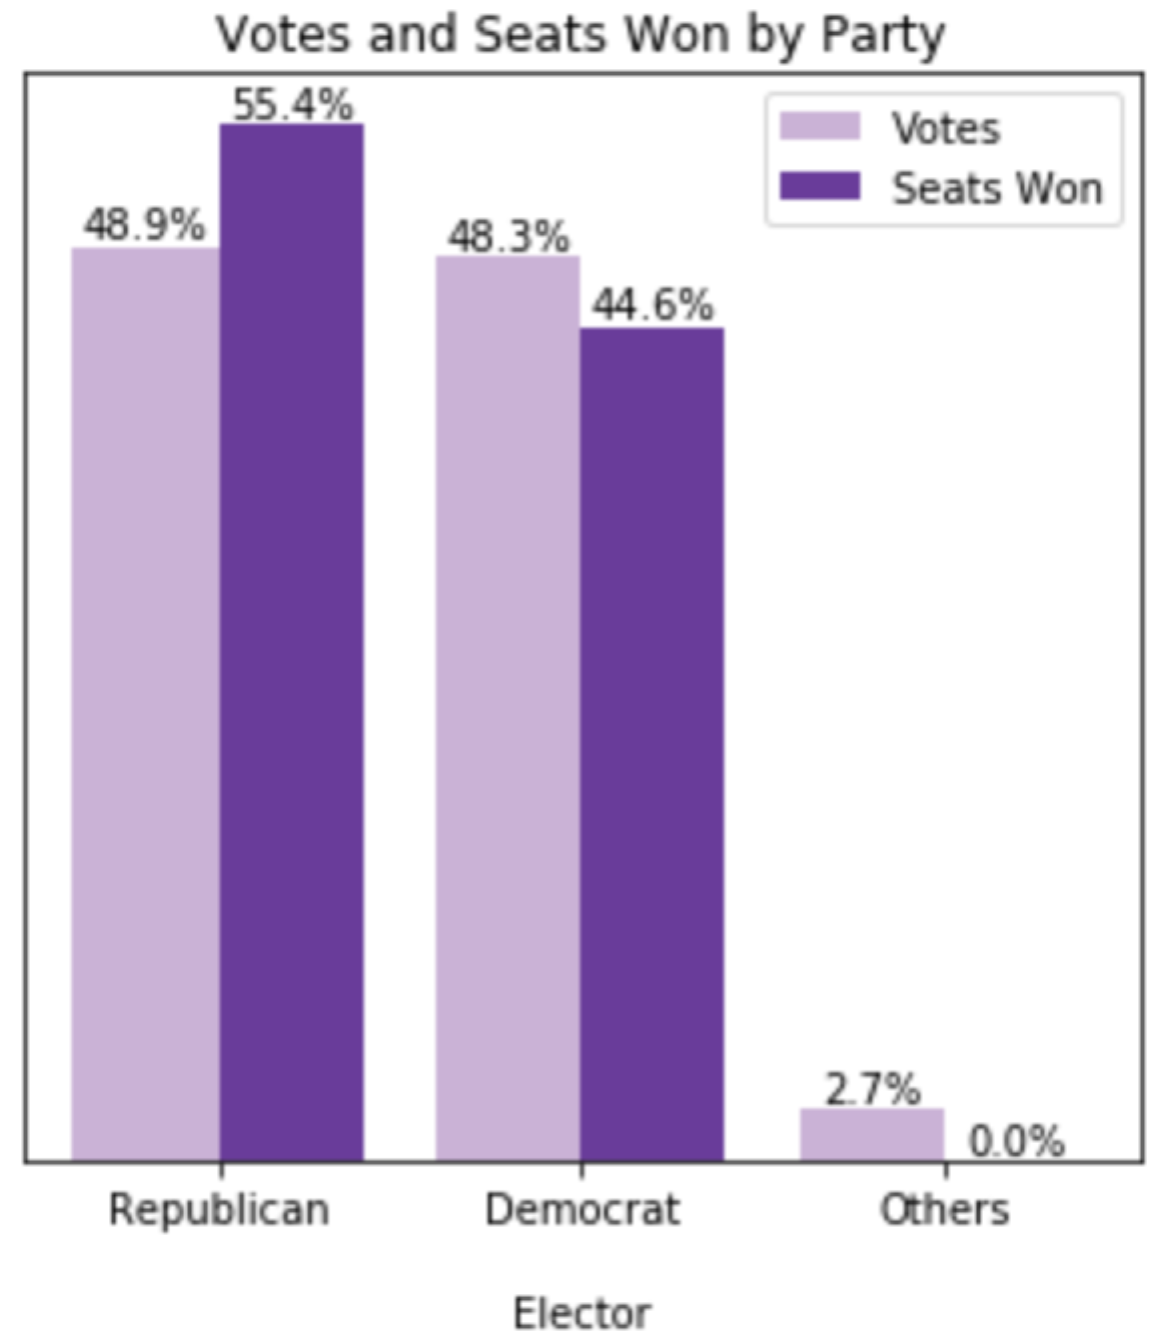 Votes and Seats Won by Party
55.4%
Votes
Seats Won
48.9%
48.3%
44.6%
2.7%
0.0%
Republican
Democrat
Others
Elector